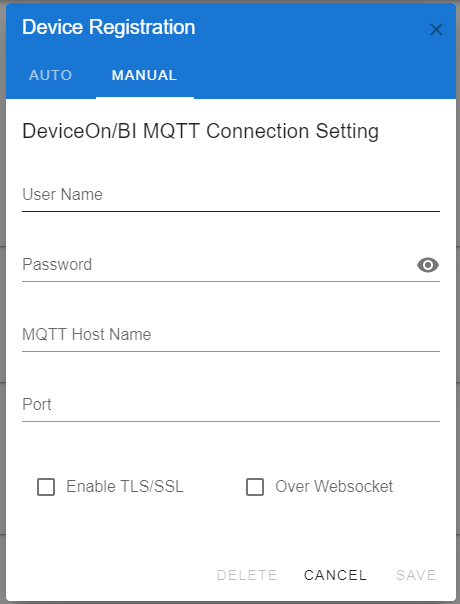 Device Registration
AUTO MANUAL
DeviceOn/BI MQTT Connection Setting
User Name
Password
MQTT Host Name
Port
Enable TLS/SSL Over Websocket
DELETE CANCEL SAVE